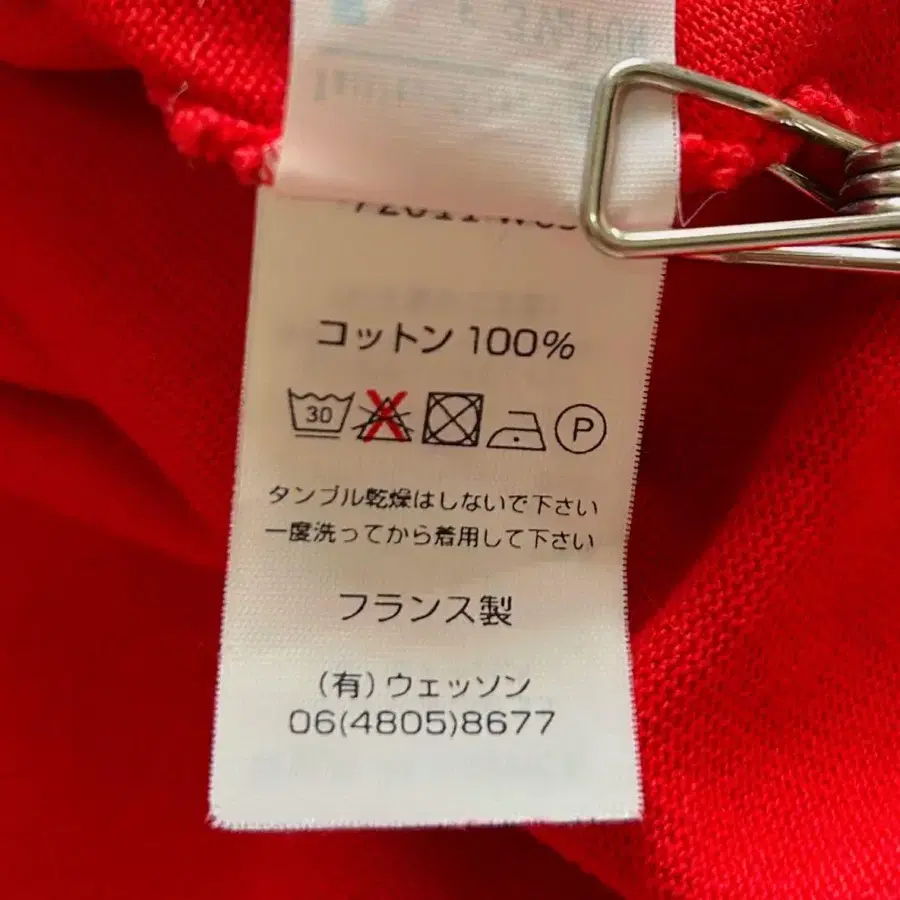 コットン 100%
30
P
タンブル乾燥はしないで下さい
一度洗ってから着用して下さい
フランス製
(有) ウェッソン
06(4805)8677